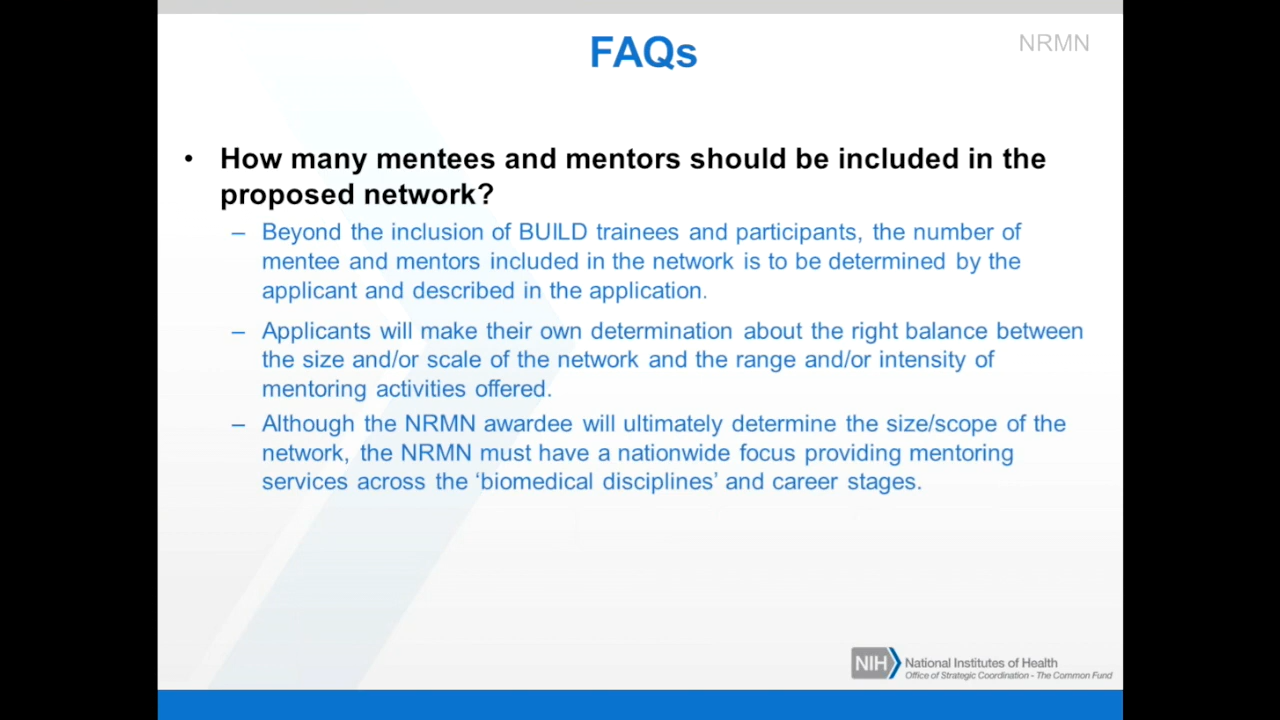 FAQs
NRMN
• How many mentees and mentors should be included in the
proposed network?
– Beyond the inclusion of BUILD trainees and participants, the number of
mentee and mentors included in the network is to be determined by the
applicant and described in the application.
– Applicants will make their own determination about the right balance between
the size and/or scale of the network and the range and/or intensity of
mentoring activities offered.
– Although the NRMN awardee will ultimately determine the size/scope of the
network, the NRMN must have a nationwide focus providing mentoring
services across the ‘biomedical disciplines’ and career stages.
NIH National Institutes of Health
Office of Strategic Coordination - The Common Fund